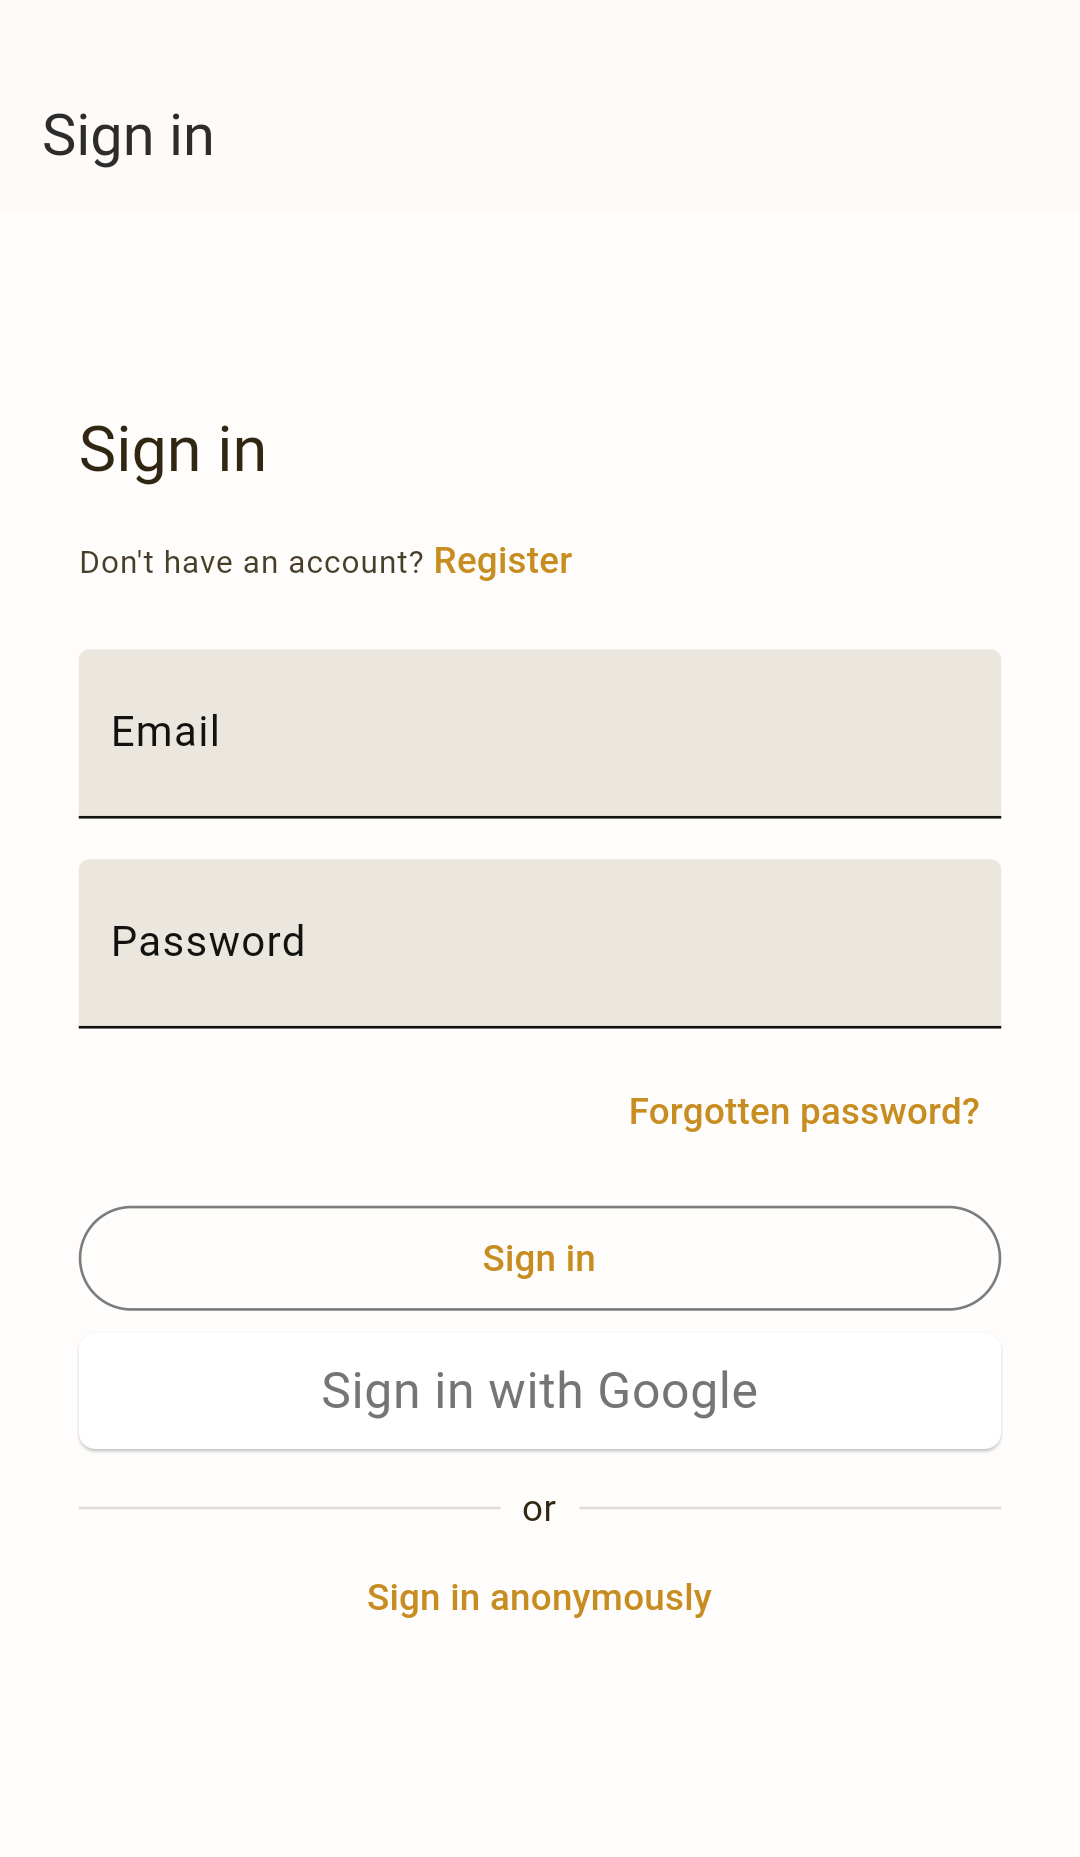 Sign in
Sign in
Don't have an account? Register
Email
Password
Forgotten password?
Sign in
Sign in with Google
or
Sign in anonymously